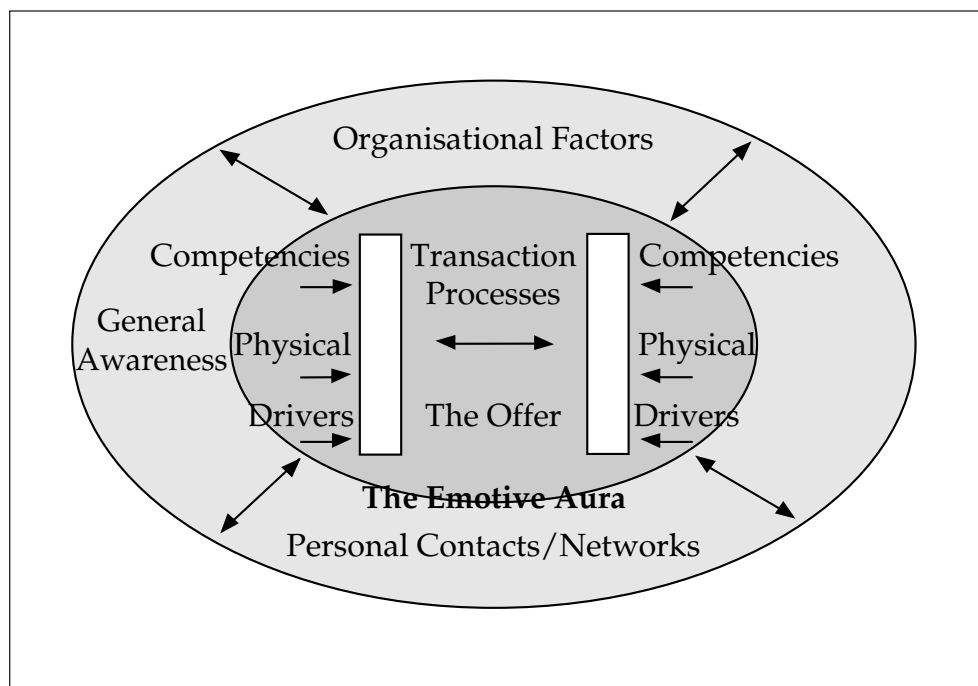 Organisational Factors
Competencies
Transaction
Processes
Competencies
General
Awareness
Physical
Physical
Drivers
The Offer
Drivers
The Emotive Aura
Personal Contacts/Networks